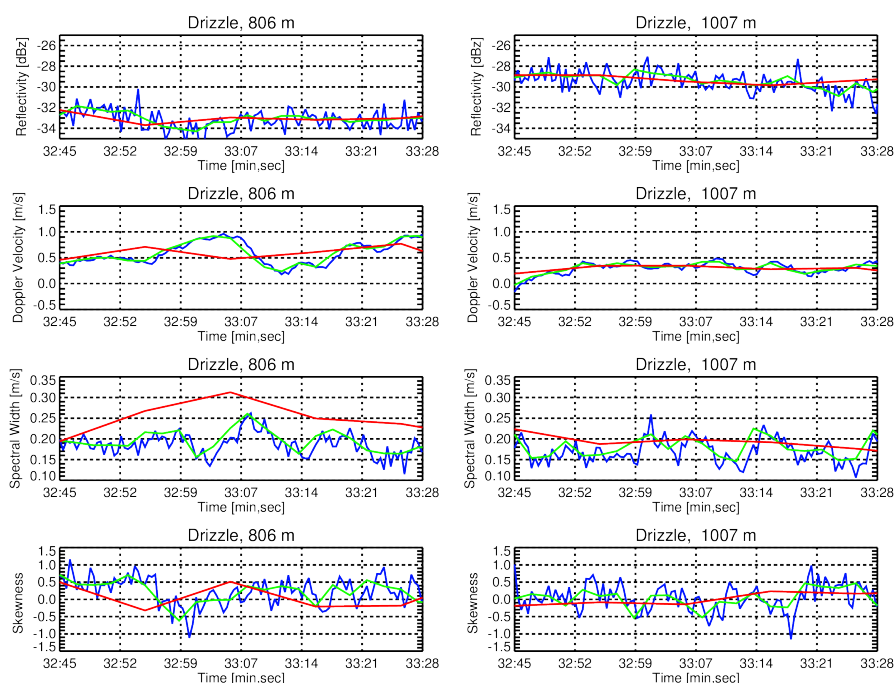 Drizzle, 806 m
Reflectivity [dBz]
-26
-28
-30
-32
-34
32:45 32:52 32:59 33:07 33:14 33:21 33:28
Time [min,sec]
Drizzle, 1007 m
Reflectivity [dBz]
-26
-28
-30
-32
-34
32:45 32:52 32:59 33:07 33:14 33:21 33:28
Time [min,sec]
Drizzle, 806 m
Doppler Velocity [m/s]
1.5
1.0
0.5
0.0
-0.5
32:45 32:52 32:59 33:07 33:14 33:21 33:28
Time [min,sec]
Drizzle, 1007 m
Doppler Velocity [m/s]
1.5
1.0
0.5
0.0
-0.5
32:45 32:52 32:59 33:07 33:14 33:21 33:28
Time [min,sec]
Drizzle, 806 m
Spectral Width [m/s]
0.35
0.30
0.25
0.20
0.15
0.10
32:45 32:52 32:59 33:07 33:14 33:21 33:28
Time [min,sec]
Drizzle, 1007 m
Spectral Width [m/s]
0.35
0.30
0.25
0.20
0.15
0.10
32:45 32:52 32:59 33:07 33:14 33:21 33:28
Time [min,sec]
Drizzle, 806 m
Skewness
1.5
1.0
0.5
0.0
-0.5
-1.0
-1.5
32:45 32:52 32:59 33:07 33:14 33:21 33:28
Time [min,sec]
Drizzle, 1007 m
Skewness
1.5
1.0
0.5
0.0
-0.5
-1.0
-1.5
32:45 32:52 32:59 33:07 33:14 33:21 33:28
Time [min,sec]